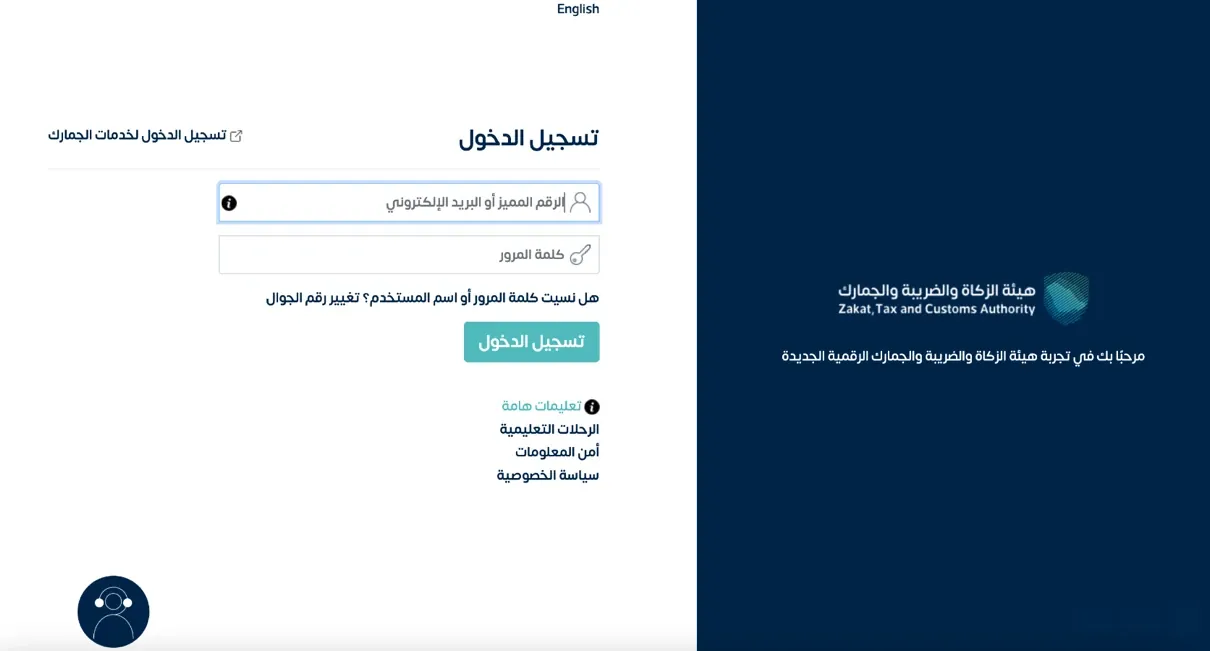 English
تسجيل الدخول
تسجيل الدخول لخدمات الجمارك
الرقم المميز أو البريد الإلكتروني
كلمة المرور
هل نسيت كلمة المرور أو اسم المستخدم؟ تغيير رقم الجوال
تسجيل الدخول
تعليمات هامة
الرحلات التعليمية
أمن المعلومات
سياسة الخصوصية
هيئة الزكاة والضريبة والجمارك
Zakat, Tax and Customs Authority
مرحبًا بك في تجربة هيئة الزكاة والضريبة والجمارك الرقمية الجديدة